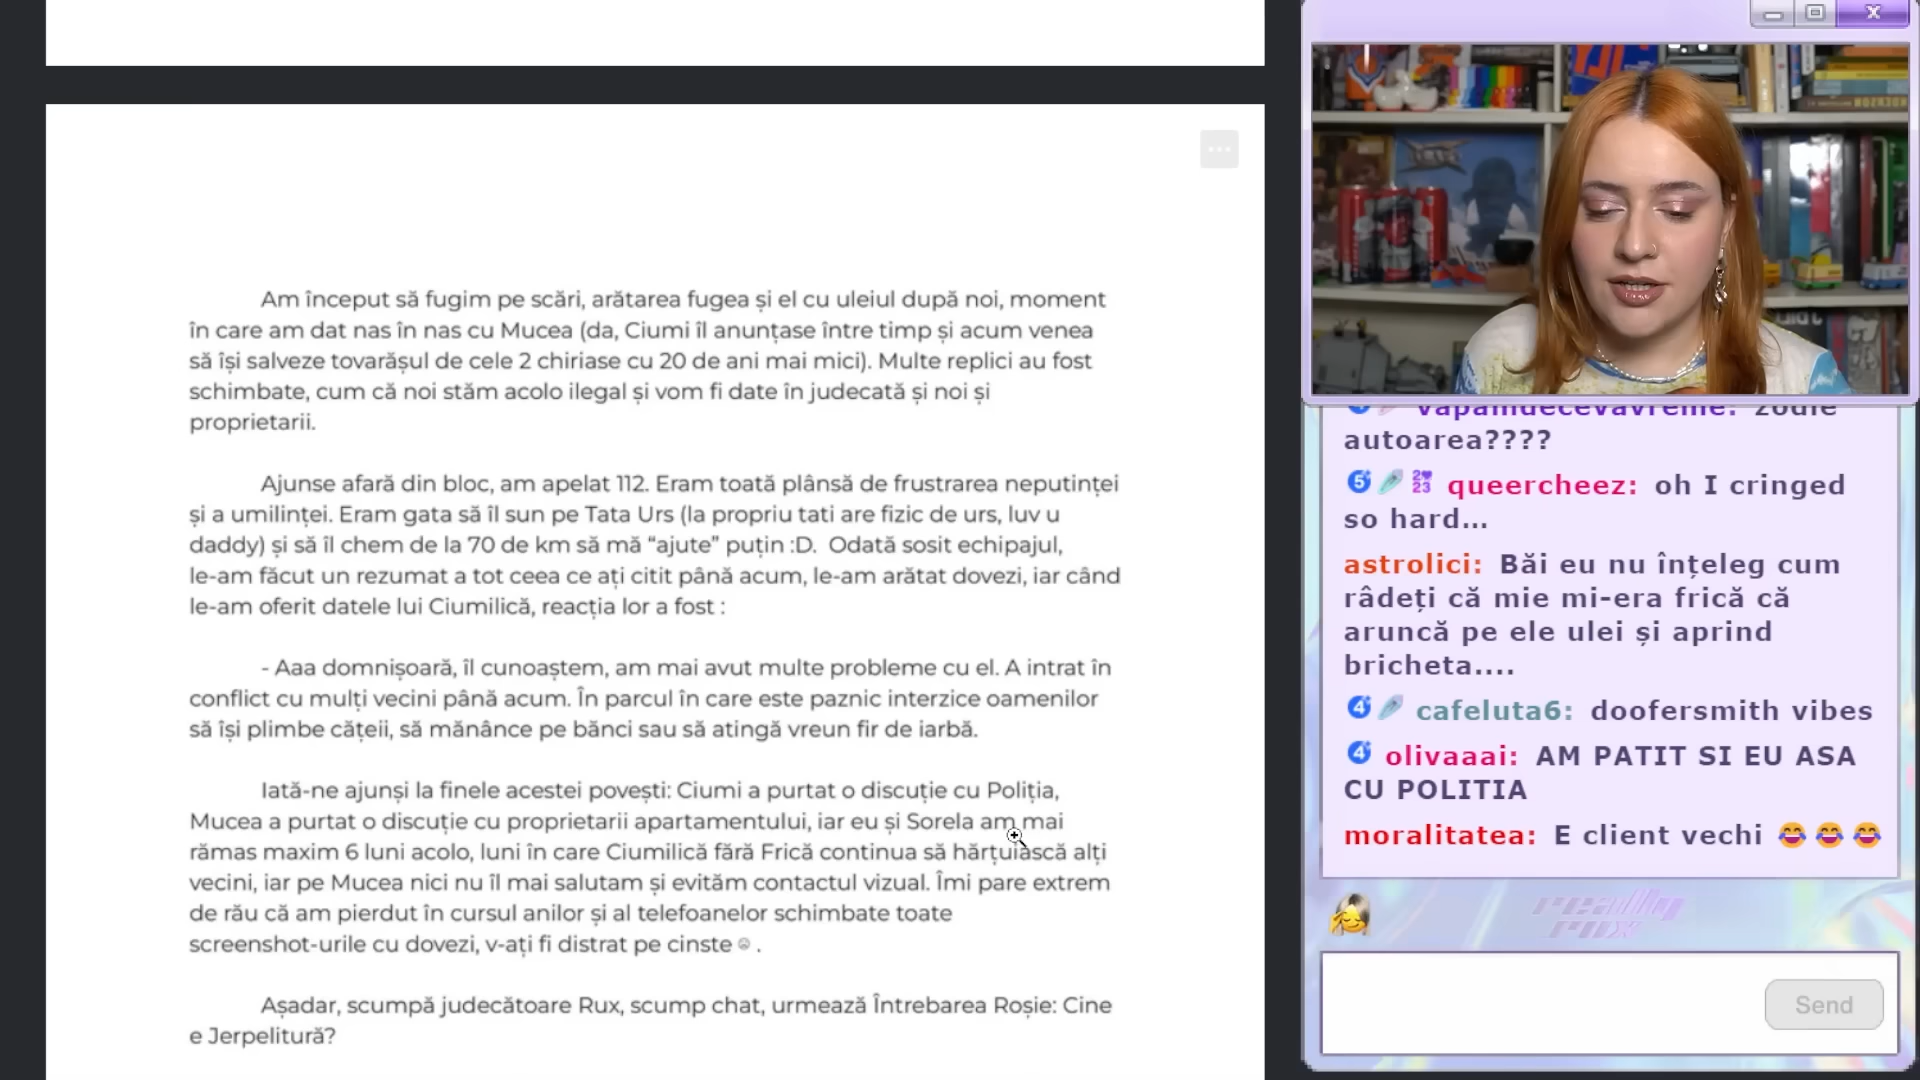 Am început să fugim pe scări, arătarea fugea și el cu uleiul după noi, moment
în care am dat nas în nas cu Mucea (da, Ciumi îl anunțase între timp și acum venea
să își salveze tovarășul de cele 2 chiriase cu 20 de ani mai mici). Multe replici au fost
schimbate, cum că noi stăm acolo ilegal și vom fi date în judecată și noi și
proprietarii.
Ajunse afară din bloc, am apelat 112. Eram toată plânsă de frustrarea neputinței
și a umilinței. Eram gata să îl sun pe Tata Urs (la propriu tati are fizic de urs, luv u
daddy) și să îl chem de la 70 de km să mă “ajute” puțin :D. Odată sosit echipajul,
le-am făcut un rezumat a tot ceea ce ați citit până acum, le-am arătat dovezi, iar când
le-am oferit datele lui Ciumilică, reacția lor a fost :
- Aaa domnișoară, îl cunoaștem, am mai avut multe probleme cu el. A intrat în
conflict cu mulți vecini până acum. În parcul în care este paznic interzice oamenilor
să își plimbe cățeii, să mănânce pe bănci sau să atingă vreun fir de iarbă.
Iată-ne ajunși la finele acestei povești: Ciumi a purtat o discuție cu Poliția,
Mucea a purtat o discuție cu proprietarii apartamentului, iar eu și Sorela am mai
rămas maxim 6 luni acolo, luni în care Ciumilică fără Frică continua să hărțuiască alți
vecini, iar pe Mucea nici nu îl mai salutam și evităm contactul vizual. Îmi pare extrem
de rău că am pierdut în cursul anilor și al telefoanelor schimbate toate
screenshot-urile cu dovezi, v-ați fi distrat pe cinste ☹ .
Așadar, scumpă judecătoare Rux, scump chat, urmează Întrebarea Roșie: Cine
e Jerpelitură?
vapamdecevavreme: zodie
autoarea????
5 2023 queercheez: oh I cringed
so hard...
astrolici: Băi eu nu înțeleg cum
râdeți că mie mi-era frică că
aruncă pe ele ulei și aprind
bricheta....
4 cafeluta6: doofersmith vibes
4 olivaaai: AM PATIT SI EU ASA
CU POLITIA
moralitatea: E client vechi 😂 😂 😂
really
rux
Send